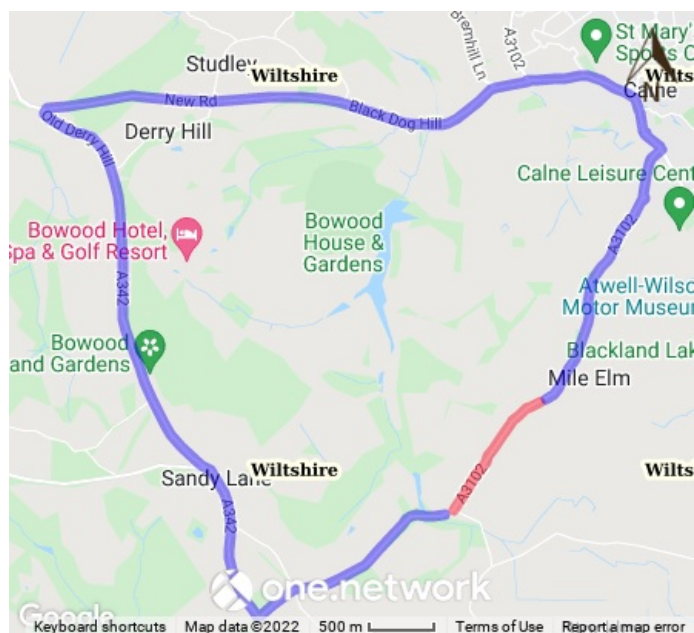 St Mary's
Sports C
Bremhill Ln
A3102
Studley
Wiltshire
Wilts
Calne
New Rd
Black Dog Hill
Old Derry Hill
Derry Hill
Calne Leisure Cent
Bowood Hotel,
Spa & Golf Resort
Bowood
House &
Gardens
A3102
A342
Atwell-Wilso
Motor Museum
Bowood
and Gardens
Blackland Lak
Mile Elm
Sandy Lane
Wiltshire
Wilts
A3102
A342
one.network
Google
Keyboard shortcuts Map data ©2022 500 m Terms of Use Report a map error